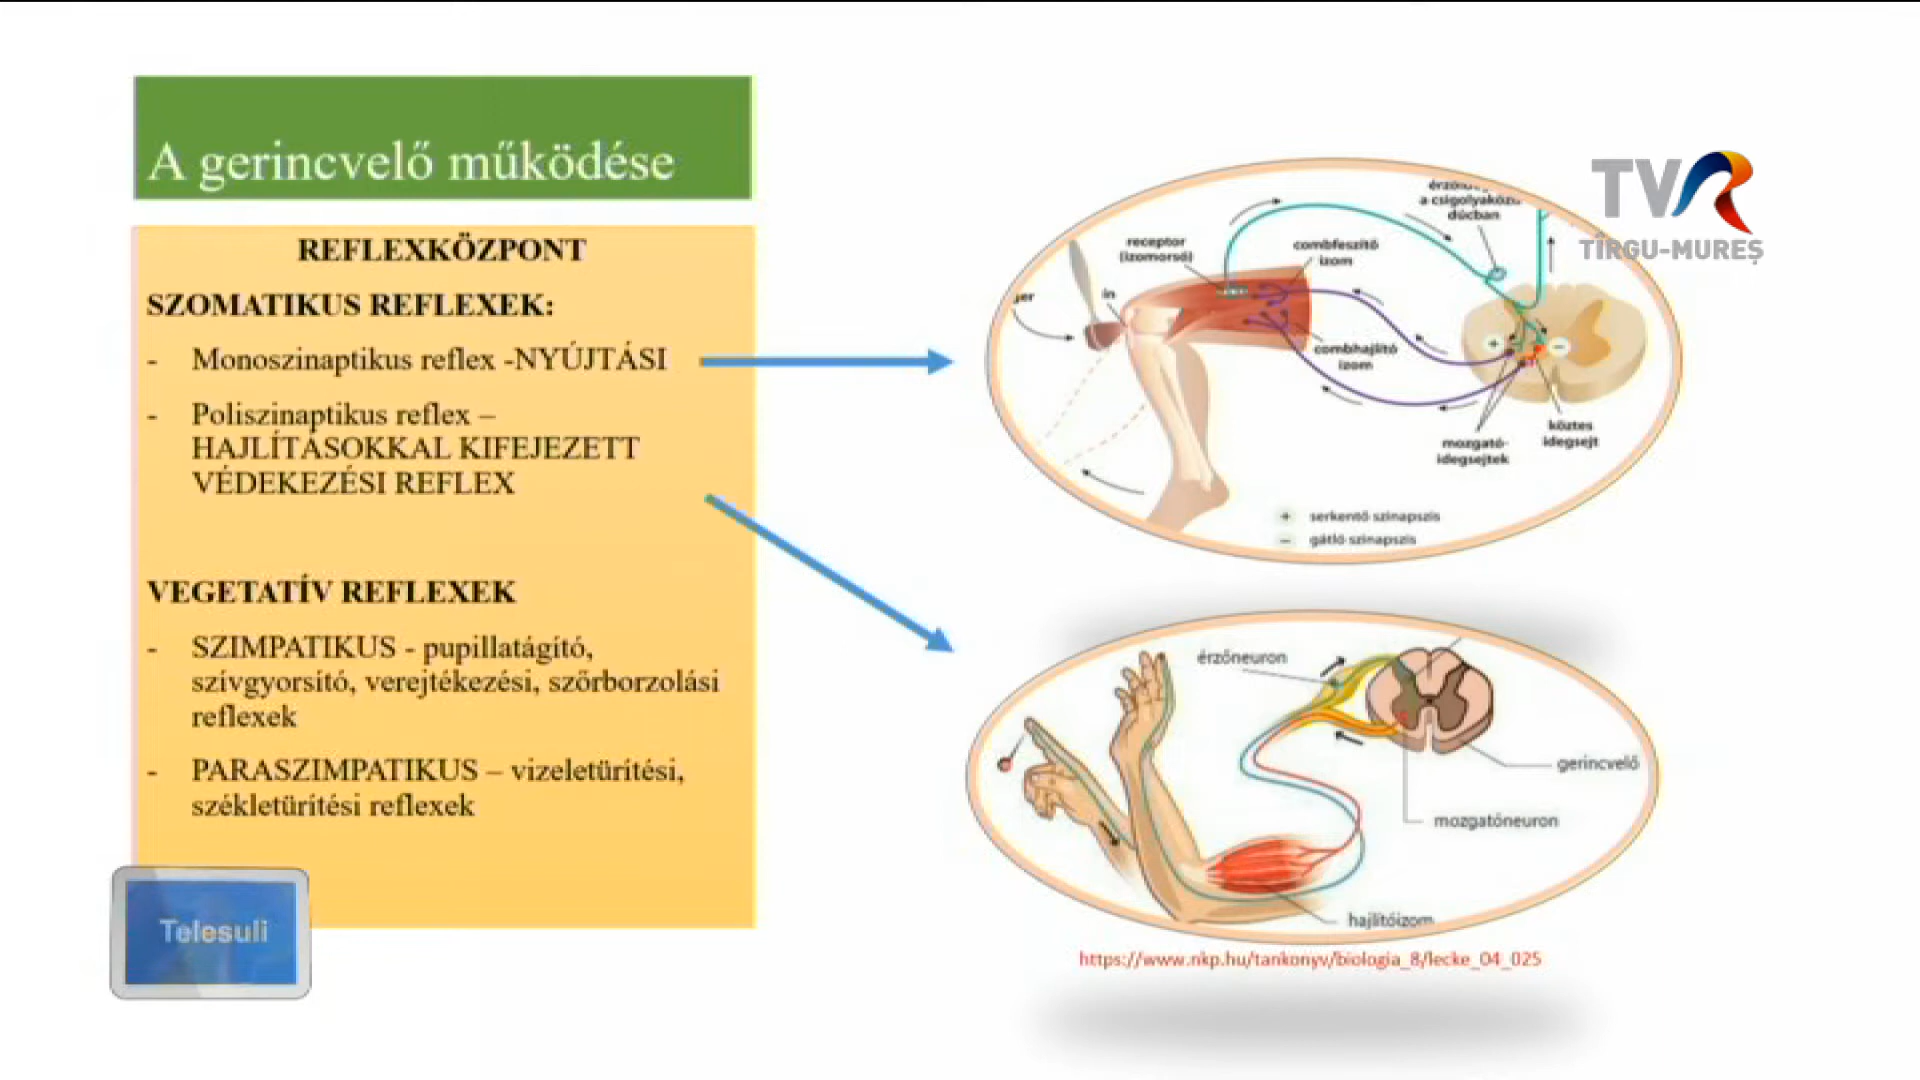 A gerincvelő működése
REFLEXKÖZPONT
SZOMATIKUS REFLEXEK:
- Monoszinaptikus reflex -NYÚJTÁSI
- Poliszinaptikus reflex –
HAJLÍTÁSOKKAL KIFEJEZETT
VÉDEKEZÉSI REFLEX
VEGETATÍV REFLEXEK
- SZIMPATIKUS - pupillatágító,
szívgyorsító, verejtékezési, szőrborzolási
reflexek
- PARASZIMPATIKUS – vizeletürítési,
székletürítési reflexek
Telesuli
TVR
TÎRGU-MUREȘ
a csigolyaközi
dúcban
receptor
(izomorsó)
combfeszítő
izom
in
combhajlító
izom
+
−
mozgató-
idegsejtek
köztes
idegsejt
+ serkentő szinapszis
− gátló szinapszis
érzőneuron
gerincvelő
mozgatóneuron
hajlítóizom
https://www.nkp.hu/tankonyv/biologia_8/lecke_04_025